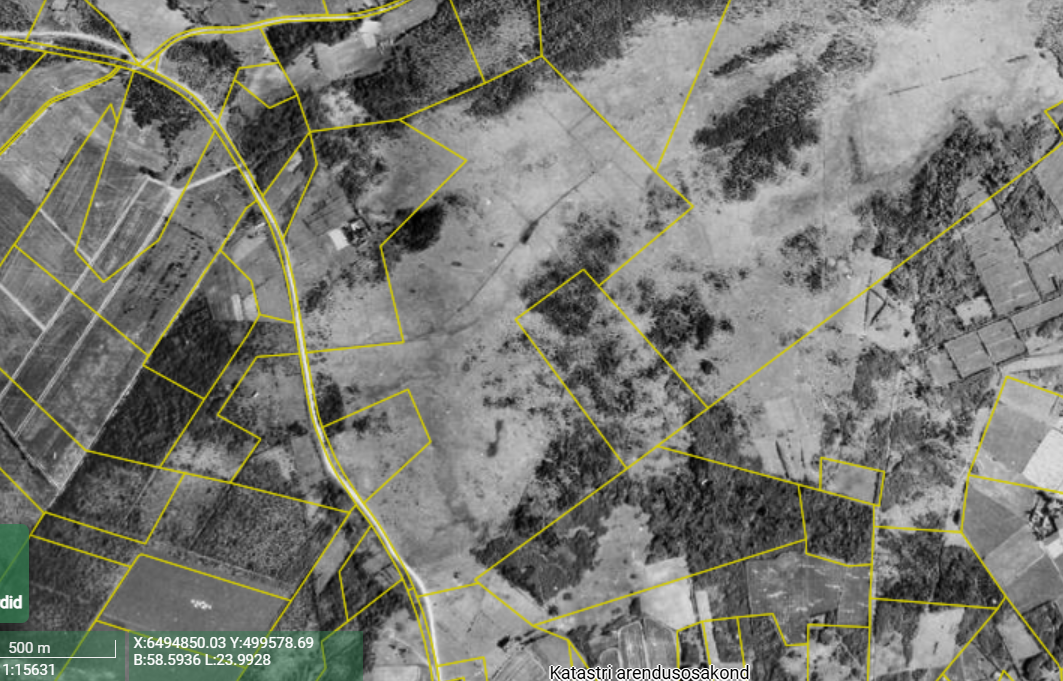 did
500 m
1:15631
X:6494850.03 Y:499578.69
B:58.5936 L:23.9928
Katastri arendusosakond